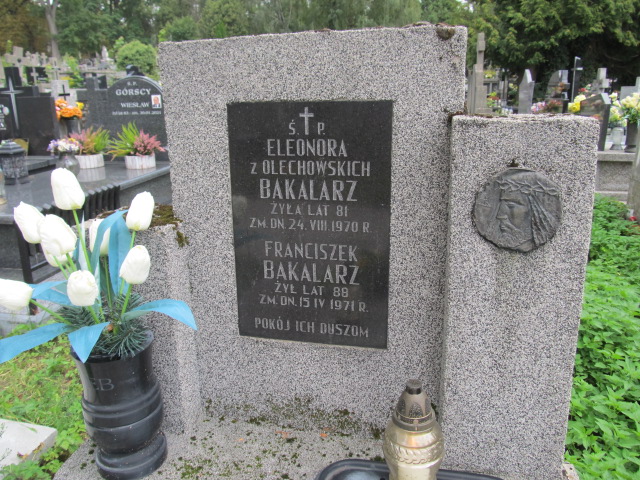 Ś. P.
ELEONORA
Z OLECHOWSKICH
BAKALARZ
ŻYŁA LAT 81
ZM. DN. 24. VIII 1970 R.
FRANCISZEK
BAKALARZ
ŻYŁ LAT 88
ZM. DN. 15 IV 1971 R.
POKÓJ ICH DUSZOM
GÓRSCY
WIESŁAW